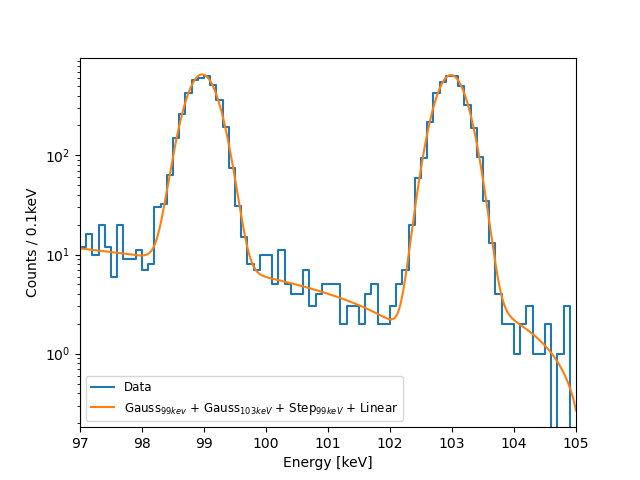 10²
10¹
10⁰
Counts / 0.1keV
Data
Gauss₉₉ₖₑᵥ + Gauss₁₀₃ₖₑV + Step₉₉ₖₑV + Linear
97 98 99 100 101 102 103 104 105
Energy [keV]